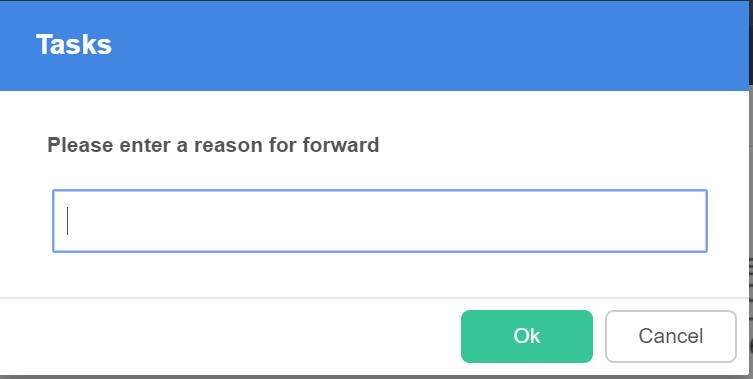 Tasks
Please enter a reason for forward
Ok
Cancel